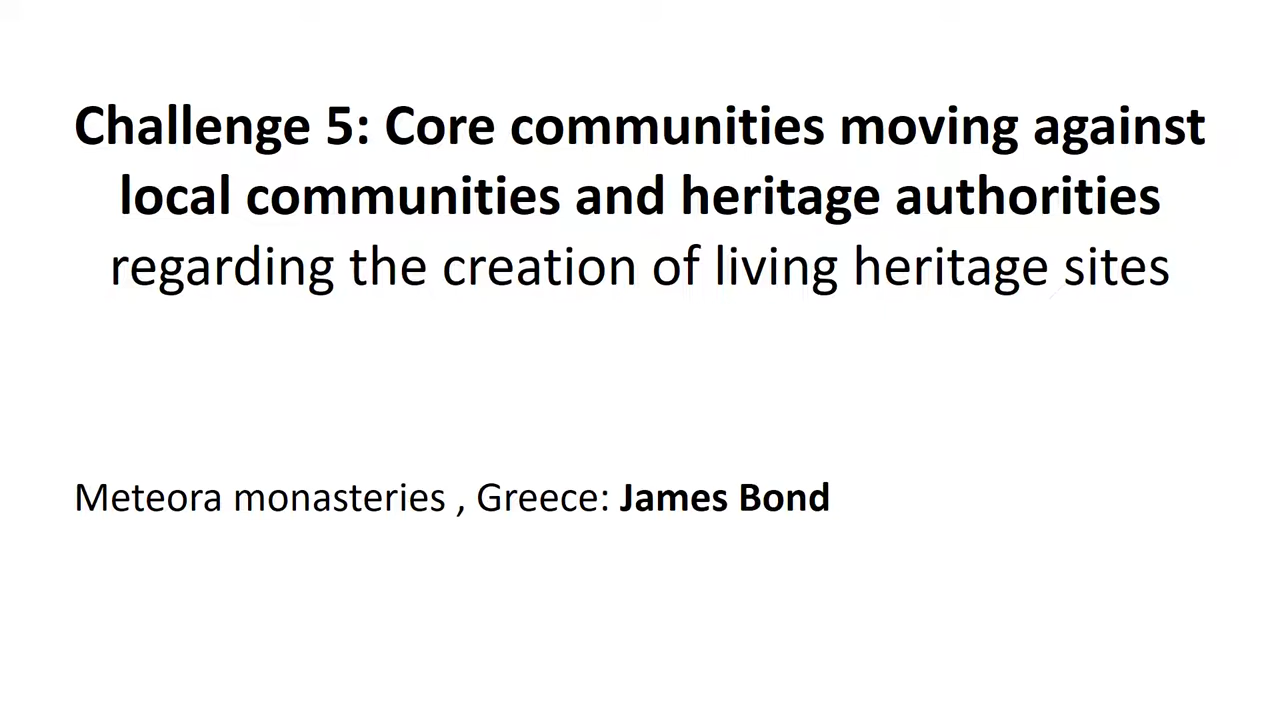 Challenge 5: Core communities moving against
local communities and heritage authorities
regarding the creation of living heritage sites
Meteora monasteries , Greece: James Bond